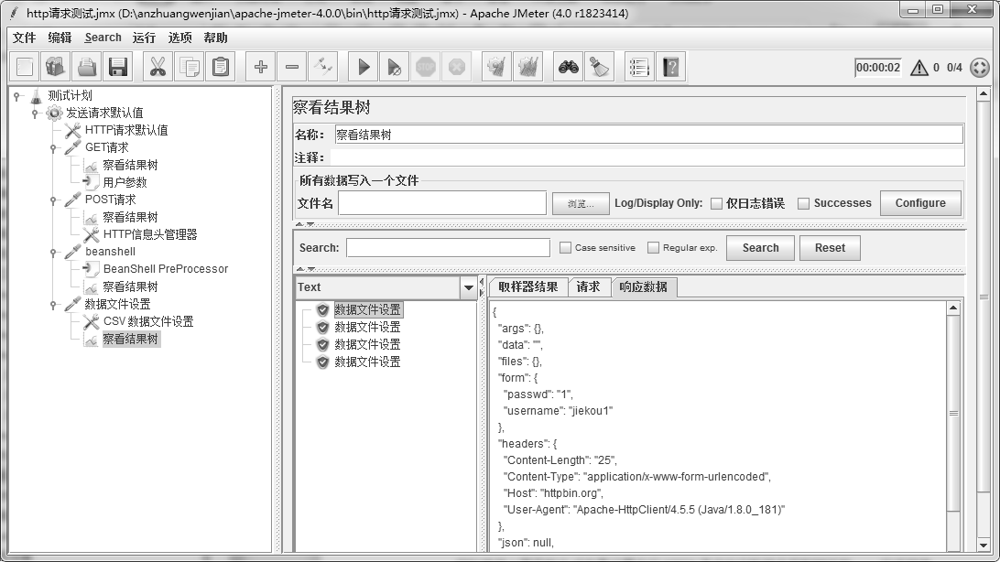 http请求测试.jmx (D:\anzhuangwenjian\apache-jmeter-4.0.0\bin\http请求测试.jmx) - Apache JMeter (4.0 r1823414)
文件 编辑 Search 运行 选项 帮助
STOP
00:00:02 0 0/4
测试计划
发送请求默认值
HTTP请求默认值
GET请求
察看结果树
用户参数
POST请求
察看结果树
HTTP信息头管理器
beanshell
BeanShell PreProcessor
察看结果树
数据文件设置
CSV 数据文件设置
察看结果树
察看结果树
名称： 察看结果树
注释：
所有数据写入一个文件
文件名 浏览... Log/Display Only: 仅日志错误 Successes Configure
Search: Case sensitive Regular exp. Search Reset
Text
数据文件设置
数据文件设置
数据文件设置
数据文件设置
取样器结果 请求 响应数据
{
"args": {},
"data": "",
"files": {},
"form": {
"passwd": "1",
"username": "jiekou1"
},
"headers": {
"Content-Length": "25",
"Content-Type": "application/x-www-form-urlencoded",
"Host": "httpbin.org",
"User-Agent": "Apache-HttpClient/4.5.5 (Java/1.8.0_181)"
},
"json": null,